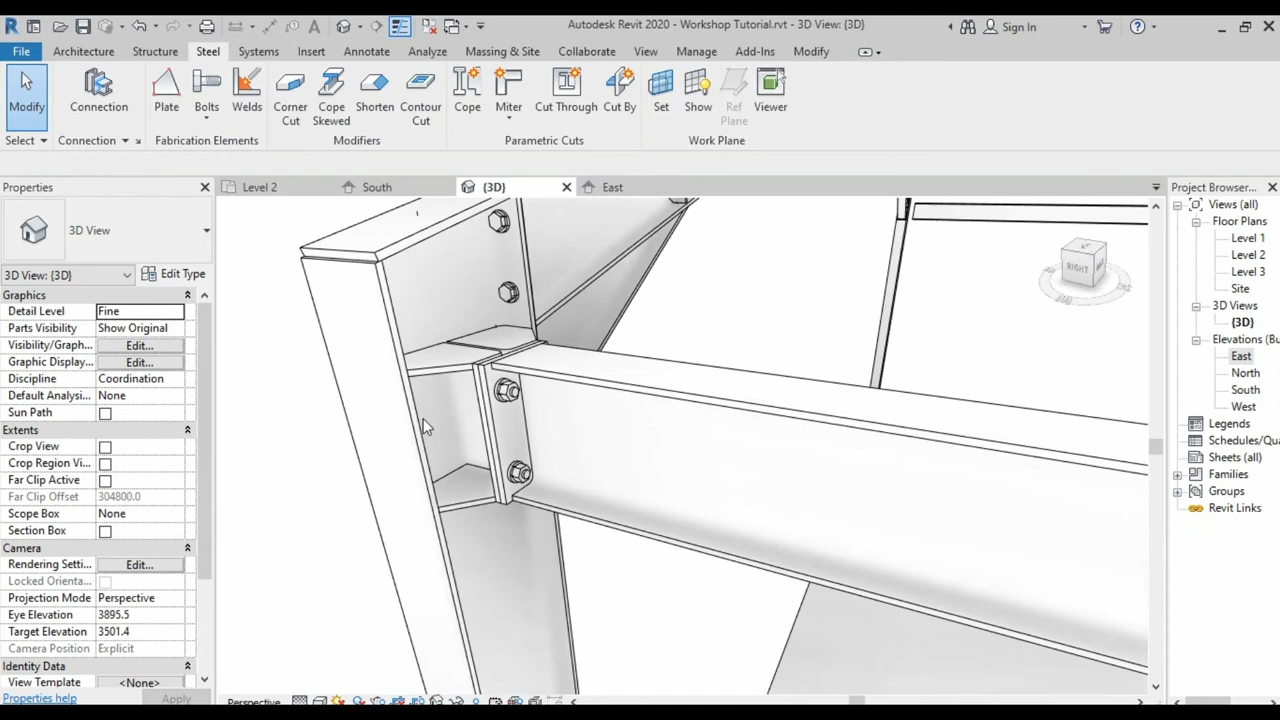 Autodesk Revit 2020 - Workshop Tutorial.rvt - 3D View: {3D}
Sign In
File Architecture Structure Steel Systems Insert Annotate Analyze Massing & Site Collaborate View Manage Add-Ins Modify
Modify Connection Plate Bolts Welds Corner Cut Cope Skewed Shorten Contour Cut Cope Miter Cut Through Cut By Set Show Ref Plane Viewer
Select Connection Fabrication Elements Modifiers Parametric Cuts Work Plane
Properties
Level 2 South {3D} East
Project Browser...
3D View
3D View: {3D} Edit Type
Graphics
Detail Level Fine
Parts Visibility Show Original
Visibility/Graph... Edit...
Graphic Display... Edit...
Discipline Coordination
Default Analysi... None
Sun Path
Extents
Crop View
Crop Region Vi...
Far Clip Active
Far Clip Offset 304800.0
Scope Box None
Section Box
Camera
Rendering Setti... Edit...
Locked Orienta...
Projection Mode Perspective
Eye Elevation 3895.5
Target Elevation 3501.4
Camera Position Explicit
Identity Data
View Template <None>
Properties help Apply
RIGHT
Views (all)
Floor Plans
Level 1
Level 2
Level 3
Site
3D Views
{3D}
Elevations (Bu
East
North
South
West
Legends
Schedules/Qua
Sheets (all)
Families
Groups
Revit Links
Perspective